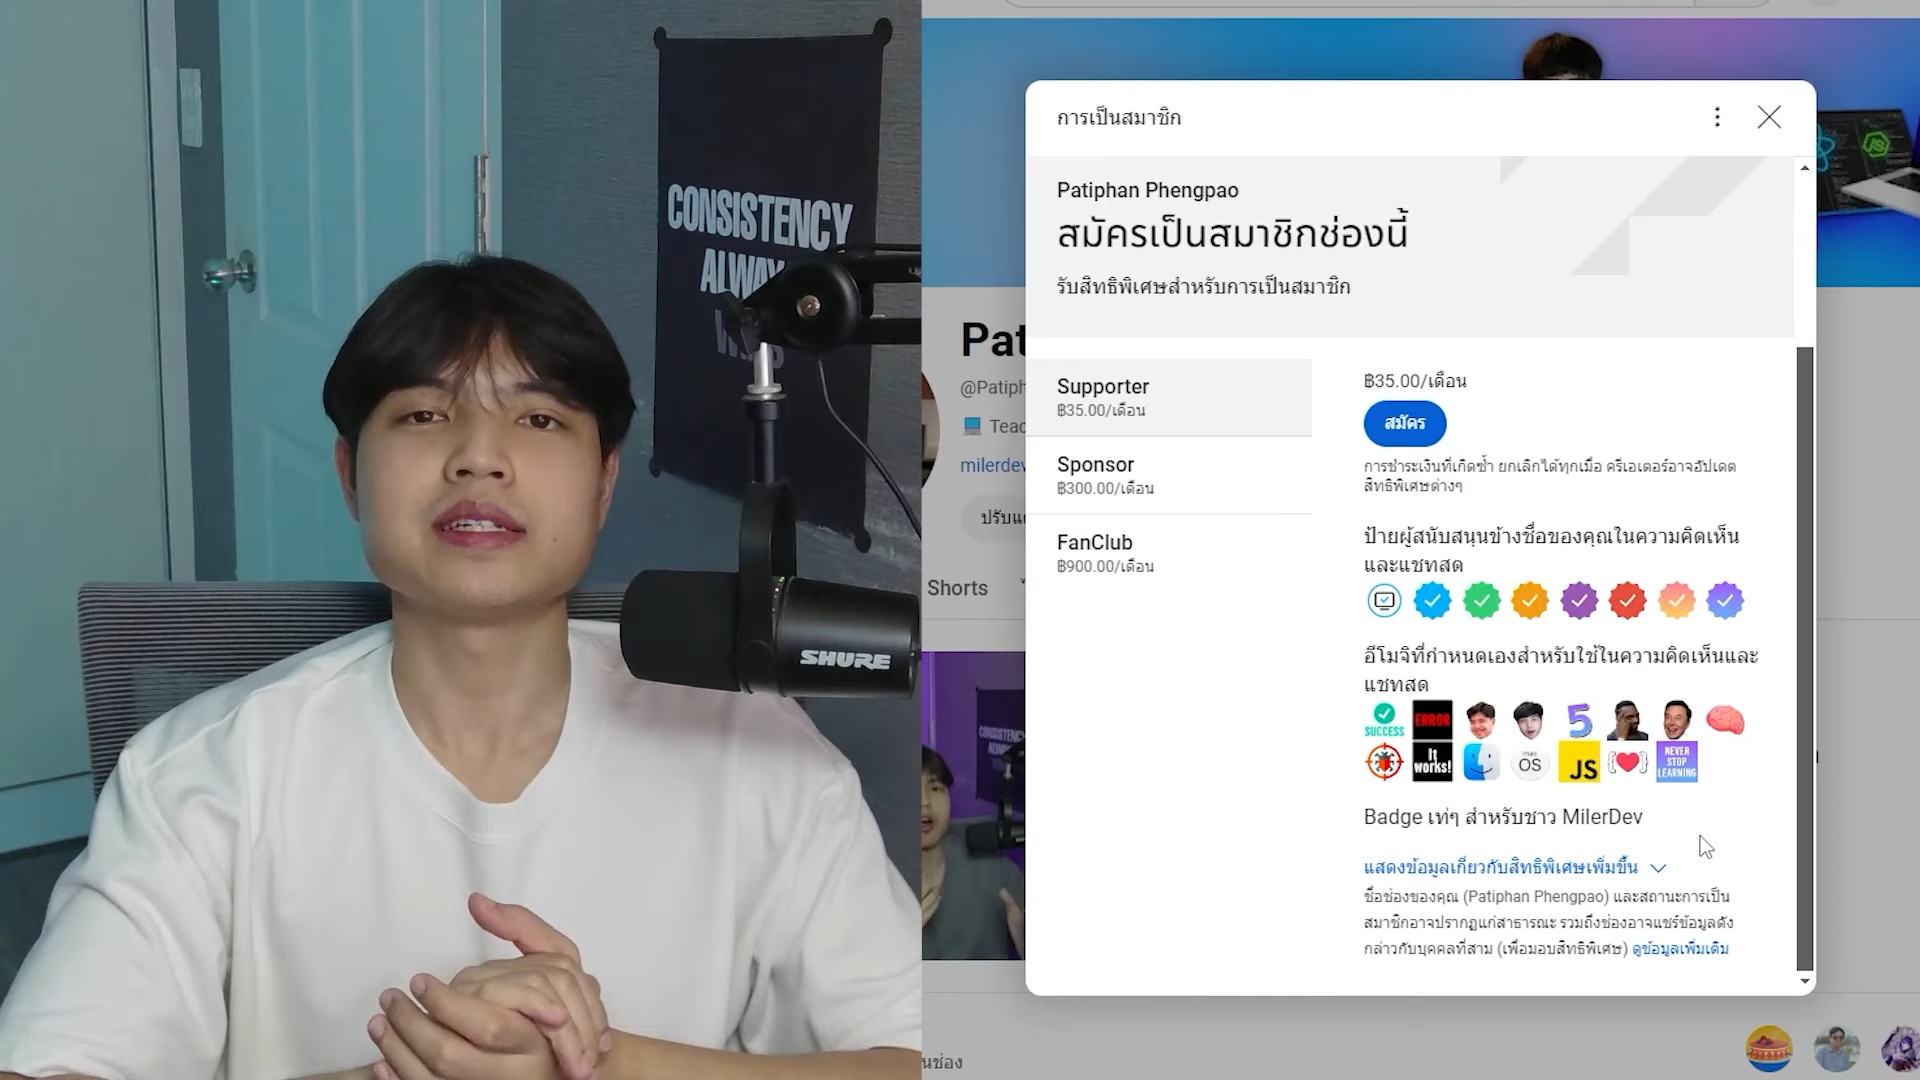 CONSISTENCY
ALWAY
SHURE
การเป็นสมาชิก
Patiphan Phengpao
สมัครเป็นสมาชิกช่องนี้
รับสิทธิพิเศษสำหรับการเป็นสมาชิก
Supporter
฿35.00/เดือน
Sponsor
฿300.00/เดือน
FanClub
฿900.00/เดือน
฿35.00/เดือน
สมัคร
การชำระเงินที่เกิดซ้ำ ยกเลิกได้ทุกเมื่อ ครีเอเตอร์อาจอัปเดต
สิทธิพิเศษต่างๆ
ป้ายผู้สนับสนุนข้างชื่อของคุณในความคิดเห็น
และแชทสด
อีโมจิที่กำหนดเองสำหรับใช้ในความคิดเห็นและ
แชทสด
SUCCESS
ERROR
5
It
works!
mac
OS
JS
NEVER
STOP
LEARNING
Badge เท่ๆ สำหรับชาว MilerDev
แสดงข้อมูลเกี่ยวกับสิทธิพิเศษเพิ่มขึ้น
ชื่อช่องของคุณ (Patiphan Phengpao) และสถานะการเป็น
สมาชิกอาจปรากฏแก่สาธารณะ รวมถึงช่องอาจแชร์ข้อมูลดัง
กล่าวกับบุคคลที่สาม (เพื่อมอบสิทธิพิเศษ) ดูข้อมูลเพิ่มเติม
Pat
@Patiph
Teac
milerdev
ปรับแต
Shorts
CONSISTENCY
นช่อง